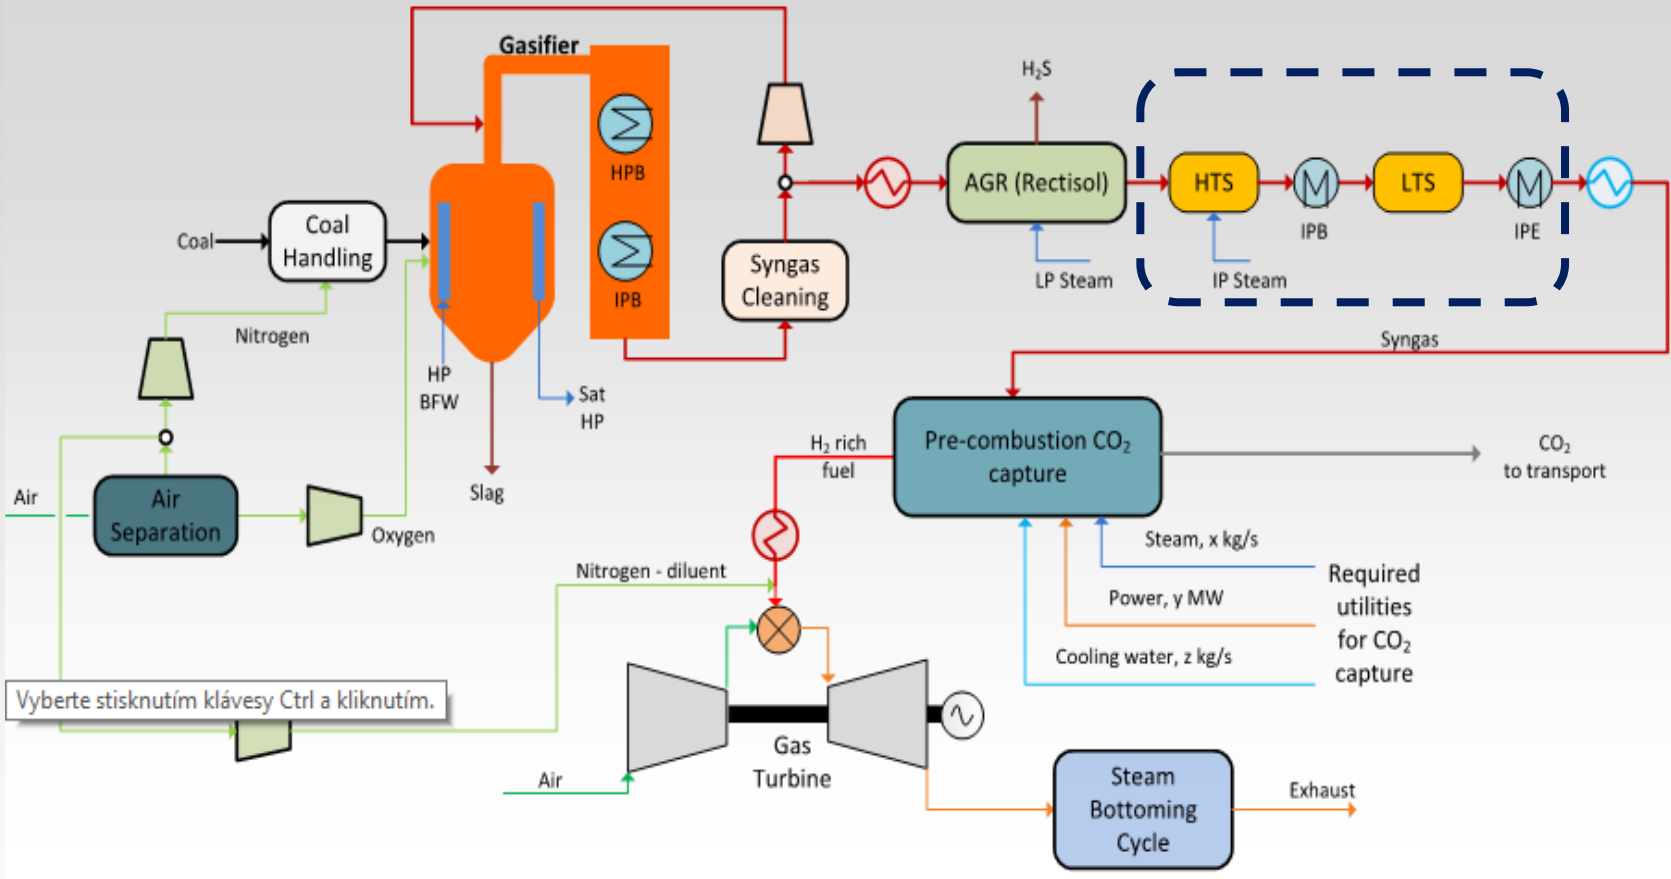 Gasifier
H₂S
HPB
AGR (Rectisol)
HTS
LTS
IPB
IPE
Coal
Coal
Handling
Syngas
Cleaning
LP Steam
IP Steam
IPB
Nitrogen
Syngas
HP
BFW
Sat
HP
H₂ rich
fuel
Pre-combustion CO₂
capture
CO₂
to transport
Slag
Air
Air
Separation
Oxygen
Steam, x kg/s
Nitrogen - diluent
Power, y MW
Required
utilities
for CO₂
capture
Cooling water, z kg/s
Vyberte stisknutím klávesy Ctrl a kliknutím.
Gas
Turbine
Air
Steam
Bottoming
Cycle
Exhaust